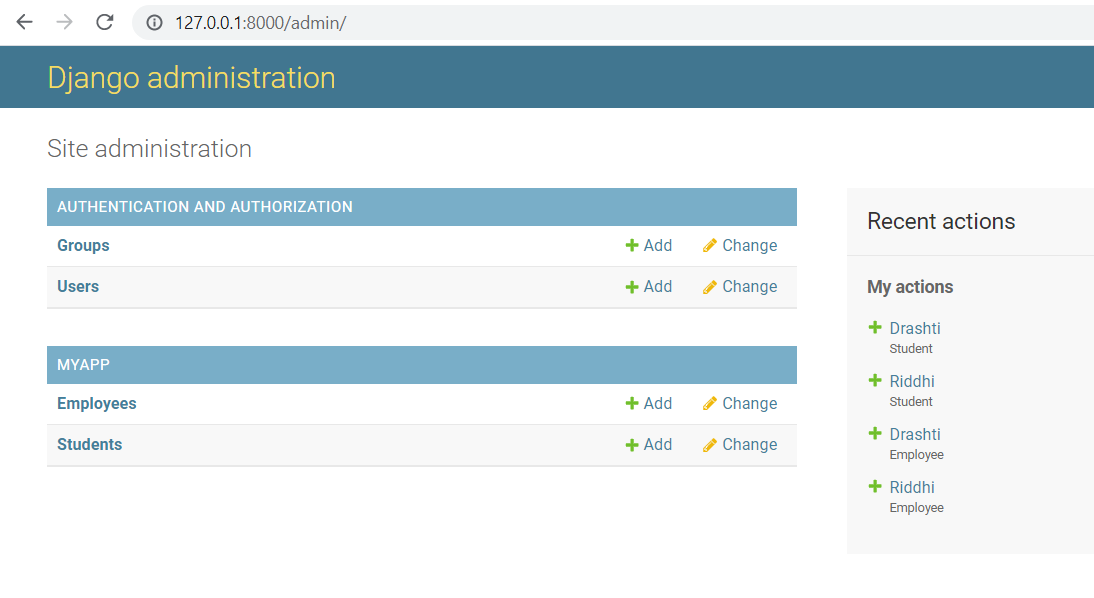 127.0.0.1:8000/admin/
Django administration
Site administration
AUTHENTICATION AND AUTHORIZATION
Groups Add Change
Users Add Change
MYAPP
Employees Add Change
Students Add Change
Recent actions
My actions
Drashti
Student
Riddhi
Student
Drashti
Employee
Riddhi
Employee